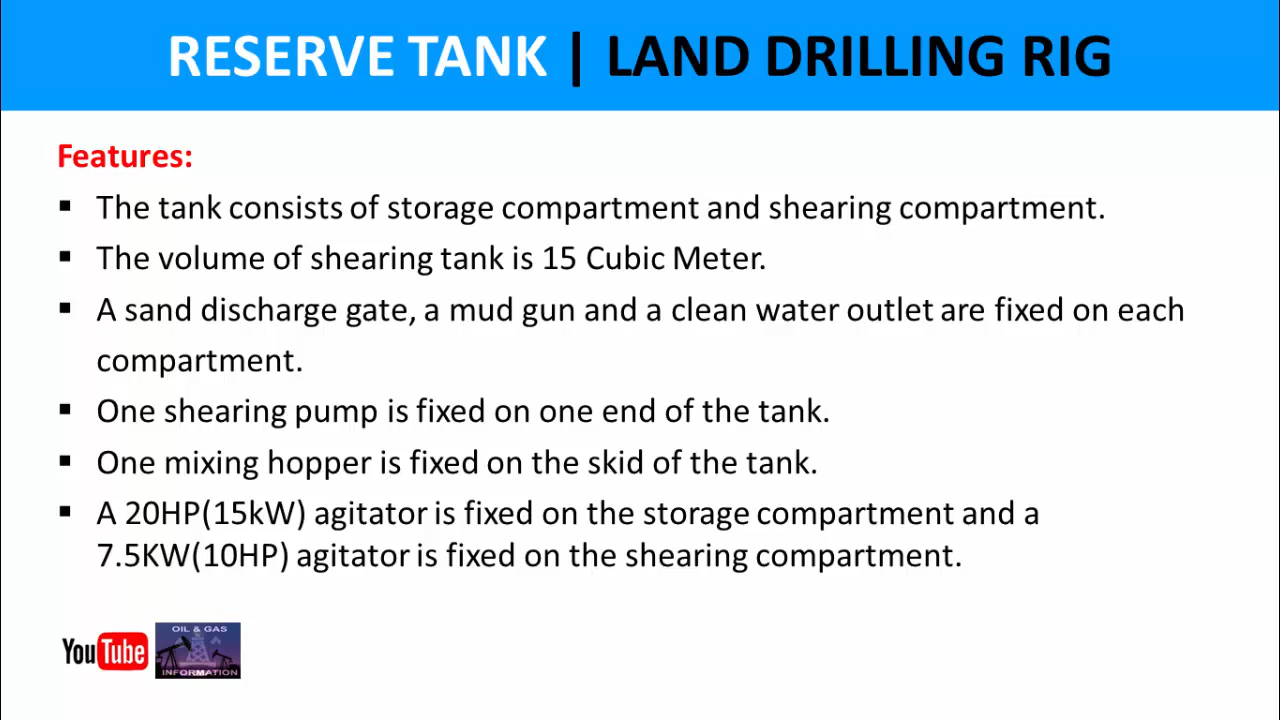 RESERVE TANK | LAND DRILLING RIG
Features:
▪ The tank consists of storage compartment and shearing compartment.
▪ The volume of shearing tank is 15 Cubic Meter.
▪ A sand discharge gate, a mud gun and a clean water outlet are fixed on each
compartment.
▪ One shearing pump is fixed on one end of the tank.
▪ One mixing hopper is fixed on the skid of the tank.
▪ A 20HP(15kW) agitator is fixed on the storage compartment and a
7.5KW(10HP) agitator is fixed on the shearing compartment.
YouTube
OIL & GAS
INFORMATION